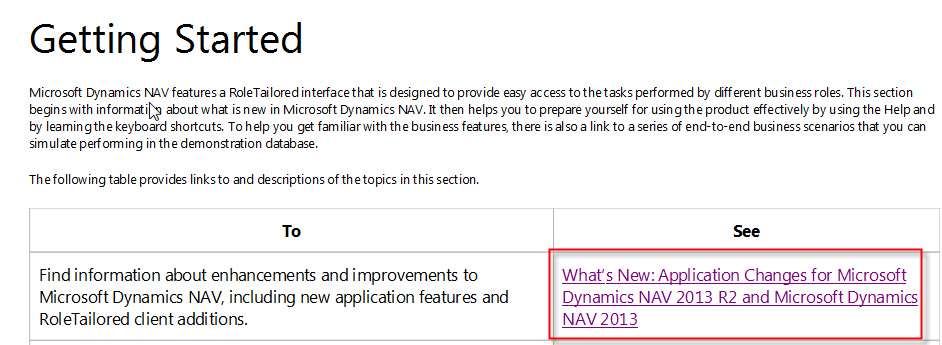 Getting Started
Microsoft Dynamics NAV features a RoleTailored interface that is designed to provide easy access to the tasks performed by different business roles. This section
begins with information about what is new in Microsoft Dynamics NAV. It then helps you to prepare yourself for using the product effectively by using the Help and
by learning the keyboard shortcuts. To help you get familiar with the business features, there is also a link to a series of end-to-end business scenarios that you can
simulate performing in the demonstration database.
The following table provides links to and descriptions of the topics in this section.
To
See
Find information about enhancements and improvements to
Microsoft Dynamics NAV, including new application features and
RoleTailored client additions.
What's New: Application Changes for Microsoft
Dynamics NAV 2013 R2 and Microsoft Dynamics
NAV 2013